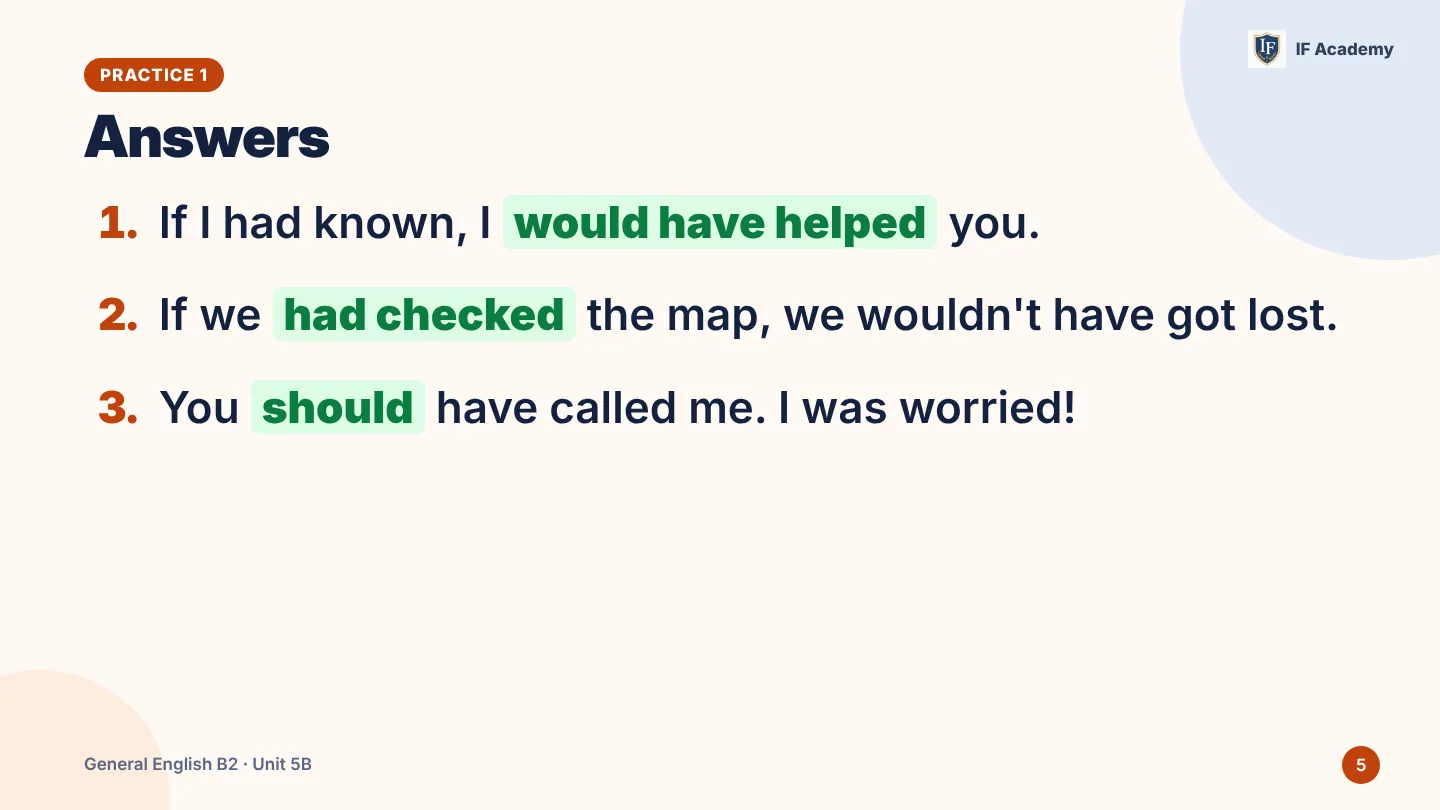 IF Academy
PRACTICE 1
Answers
1. If I had known, I would have helped you.
2. If we had checked the map, we wouldn't have got lost.
3. You should have called me. I was worried!
General English B2 · Unit 5B
5